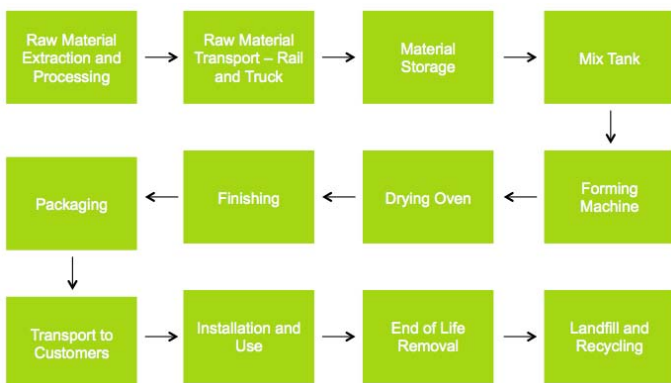 Raw Material
Extraction and
Processing
Raw Material
Transport – Rail
and Truck
Material
Storage
Mix Tank
Packaging
Finishing
Drying Oven
Forming
Machine
Transport to
Customers
Installation and
Use
End of Life
Removal
Landfill and
Recycling